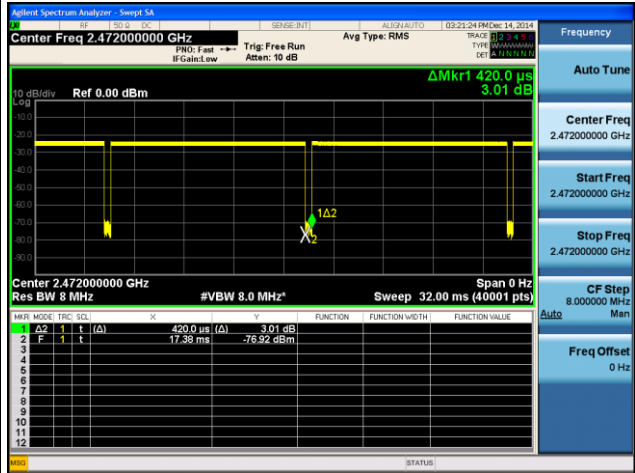 Agilent Spectrum Analyzer - Swept SA
RF 50 Ω DC SENSE:INT ALIGN AUTO 03:21:24 PM Dec 14, 2014
Center Freq 2.472000000 GHz
PNO: Fast
IFGain:Low
Trig: Free Run
Atten: 10 dB
Avg Type: RMS
TRACE 1 2 3 4 5 6
TYPE WWWWWW
DET A N N N N N
ΔMkr1 420.0 µs
3.01 dB
10 dB/div Ref 0.00 dBm
Log
-10.0
-20.0
-30.0
-40.0
-50.0
-60.0
-70.0
-80.0
-90.0
1Δ2
2
Center 2.472000000 GHz Span 0 Hz
Res BW 8 MHz #VBW 8.0 MHz* Sweep 32.00 ms (40001 pts)
MKR MODE TRC SCL X Y FUNCTION FUNCTION WIDTH FUNCTION VALUE
1 Δ2 1 t (Δ) 420.0 µs (Δ) 3.01 dB
2 F 1 t 17.38 ms -76.92 dBm
3
4
5
6
7
8
9
10
11
12
MSG STATUS
Frequency
Auto Tune
Center Freq
2.472000000 GHz
Start Freq
2.472000000 GHz
Stop Freq
2.472000000 GHz
CF Step
8.000000 MHz
Auto Man
Freq Offset
0 Hz